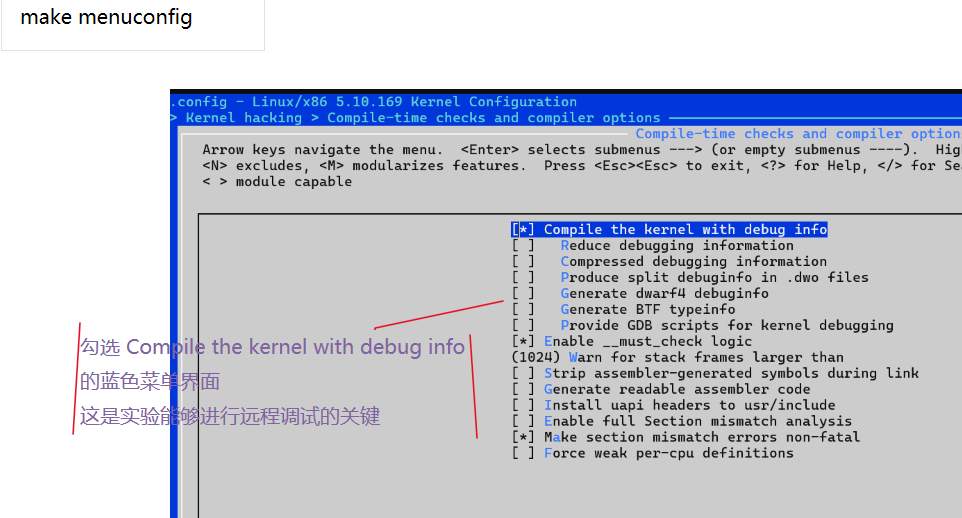 make menuconfig
.config - Linux/x86 5.10.169 Kernel Configuration
> Kernel hacking > Compile-time checks and compiler options
Compile-time checks and compiler option
Arrow keys navigate the menu.  <Enter> selects submenus ---> (or empty submenus ----).  Hig
<N> excludes, <M> modularizes features.  Press <Esc><Esc> to exit, <?> for Help, </> for Se
< > module capable
[*] Compile the kernel with debug info
[ ]   Reduce debugging information
[ ]   Compressed debugging information
[ ]   Produce split debuginfo in .dwo files
[ ]   Generate dwarf4 debuginfo
[ ]   Generate BTF typeinfo
[ ]   Provide GDB scripts for kernel debugging
[*] Enable __must_check logic
(1024) Warn for stack frames larger than
[ ] Strip assembler-generated symbols during link
[ ] Generate readable assembler code
[ ] Install uapi headers to usr/include
[ ] Enable full Section mismatch analysis
[*] Make section mismatch errors non-fatal
[ ] Force weak per-cpu definitions
勾选 Compile the kernel with debug info
的蓝色菜单界面
这是实验能够进行远程调试的关键